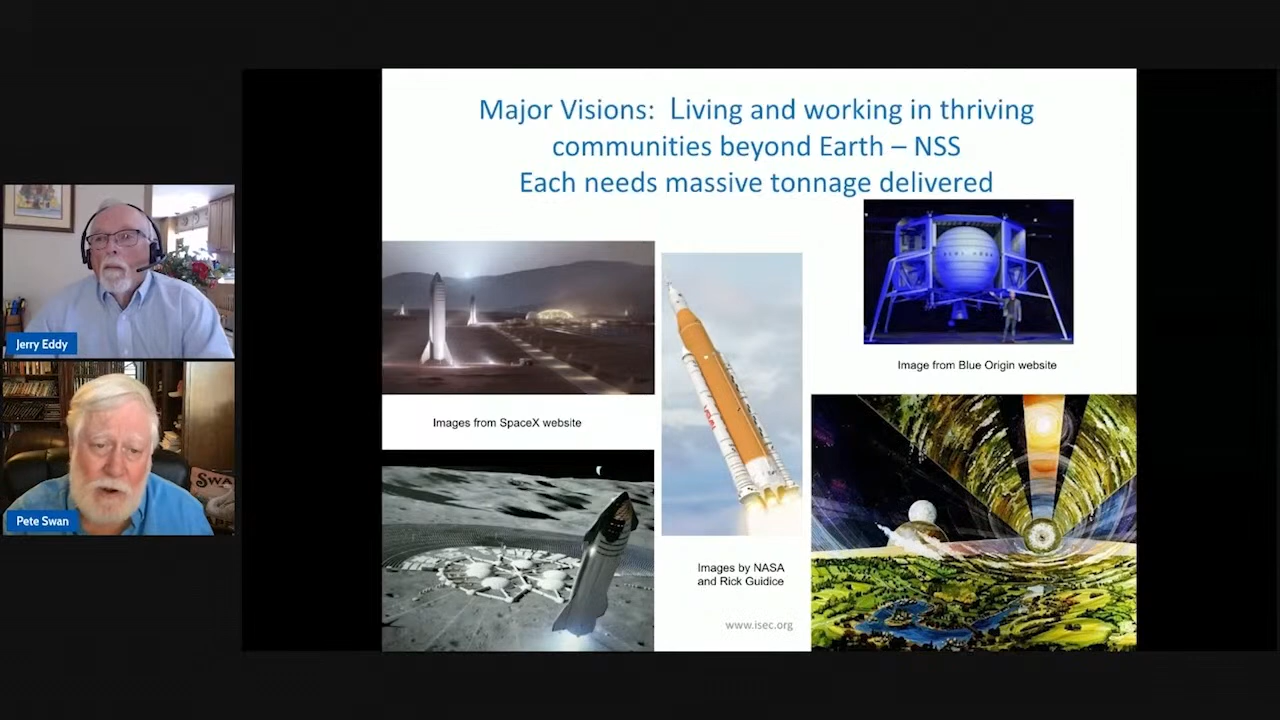 Major Visions: Living and working in thriving
communities beyond Earth – NSS
Each needs massive tonnage delivered
Jerry Eddy
Pete Swan
SWA
Image from Blue Origin website
Images from SpaceX website
Images by NASA
and Rick Guidice
www.isec.org